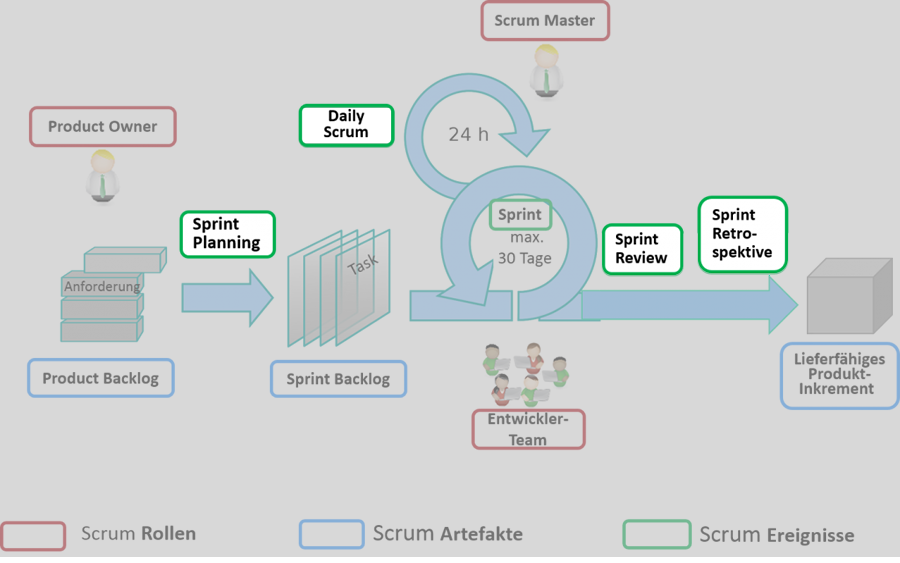 Scrum Master
Product Owner
Daily
Scrum
24 h
Sprint
Planning
Sprint
max.
30 Tage
Sprint
Review
Sprint
Retro-
spektive
Anforderung
Task
Product Backlog
Sprint Backlog
Entwickler-
Team
Lieferfähiges
Produkt-
Inkrement
Scrum Rollen
Scrum Artefakte
Scrum Ereignisse